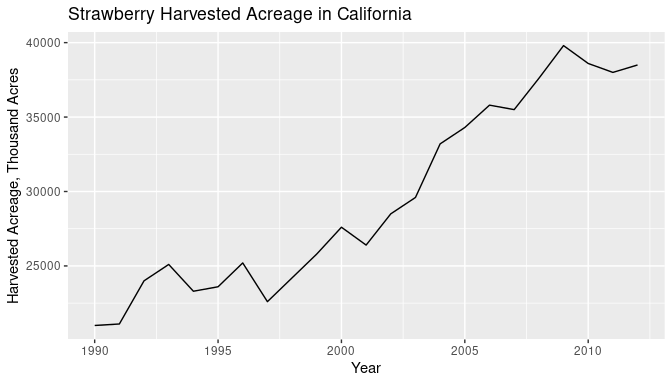 Strawberry Harvested Acreage in California
Harvested Acreage, Thousand Acres
40000
35000
30000
25000
1990 1995 2000 2005 2010
Year